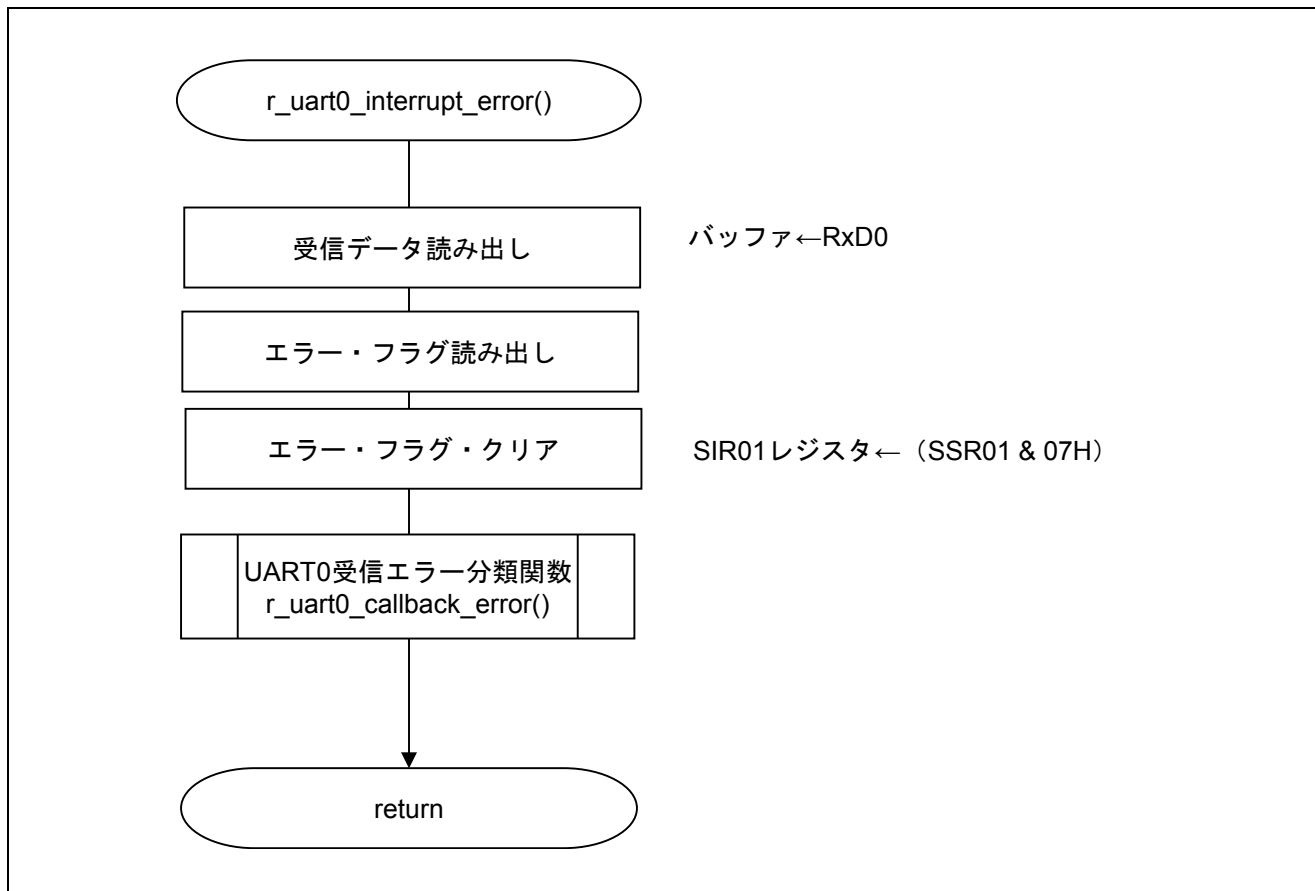 r_uart0_interrupt_error()
受信データ読み出し
バッファ←RxD0
エラー・フラグ読み出し
エラー・フラグ・クリア
SIR01レジスタ←（SSR01 & 07H）
UART0受信エラー分類関数
r_uart0_callback_error()
return